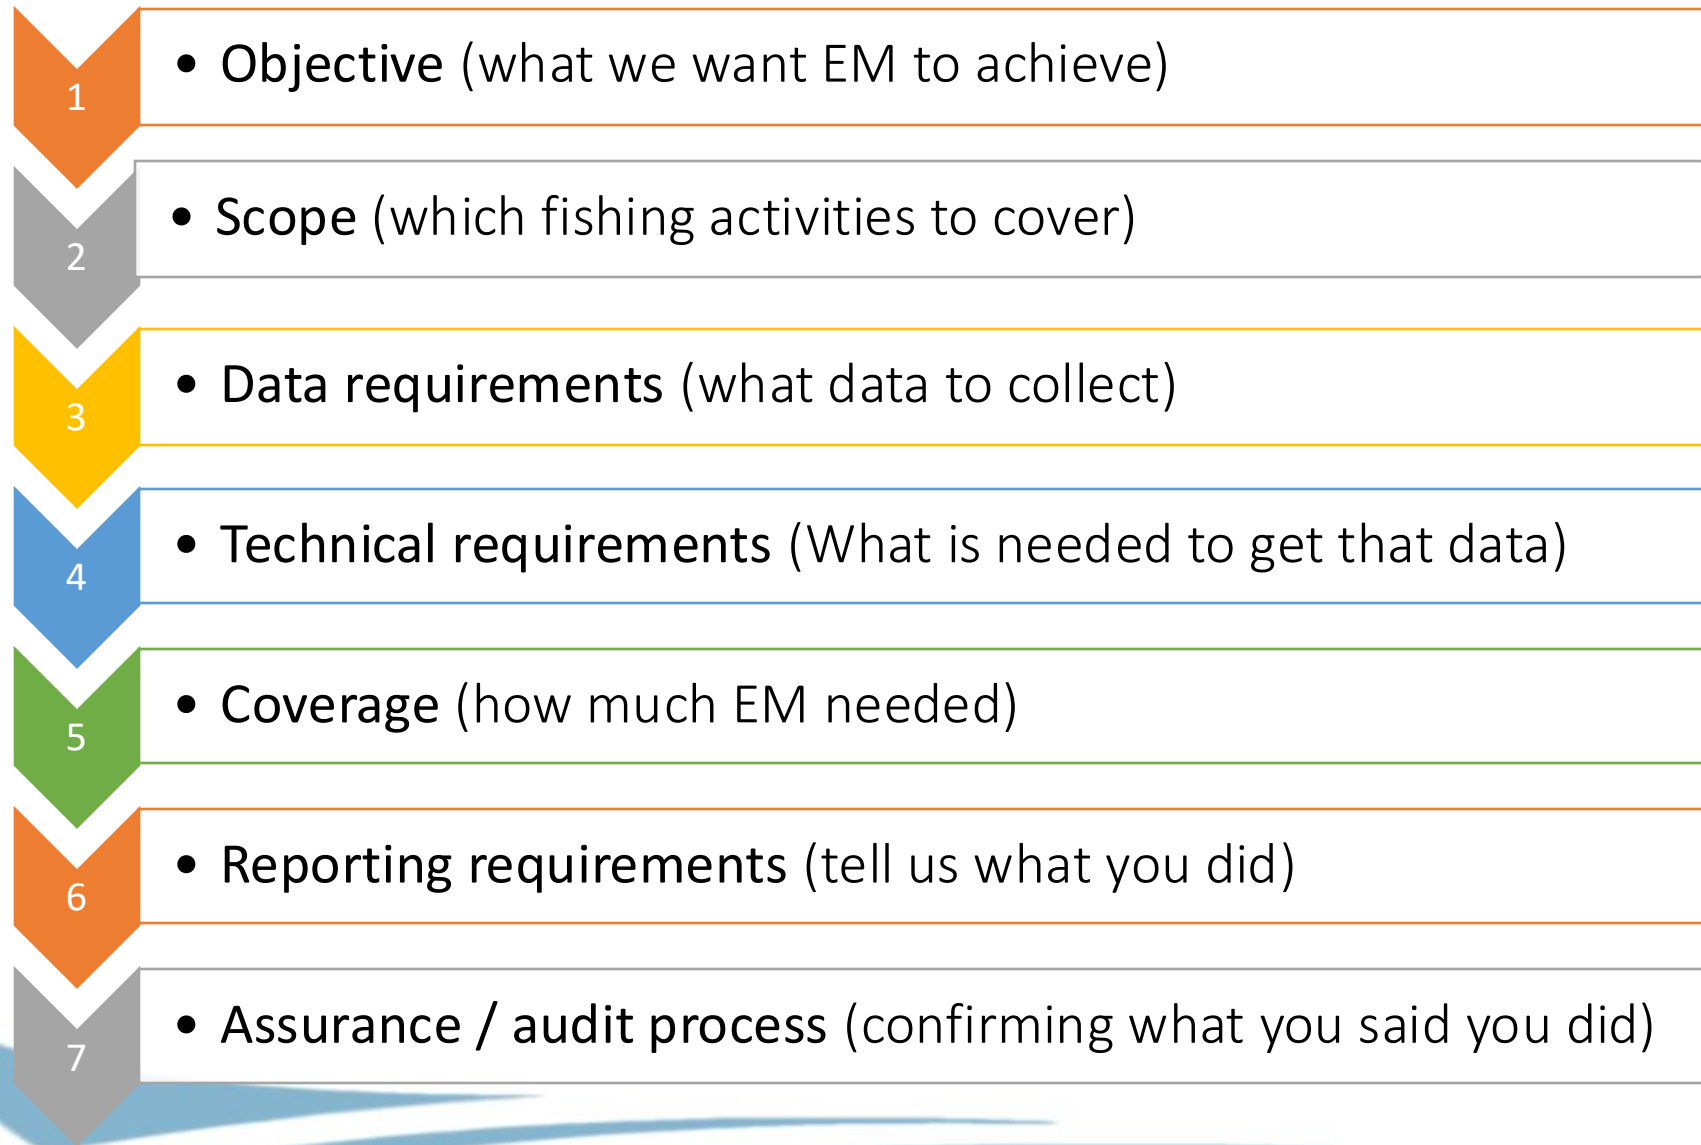 1
• Objective (what we want EM to achieve)
2
• Scope (which fishing activities to cover)
3
• Data requirements (what data to collect)
4
• Technical requirements (What is needed to get that data)
5
• Coverage (how much EM needed)
6
• Reporting requirements (tell us what you did)
7
• Assurance / audit process (confirming what you said you did)